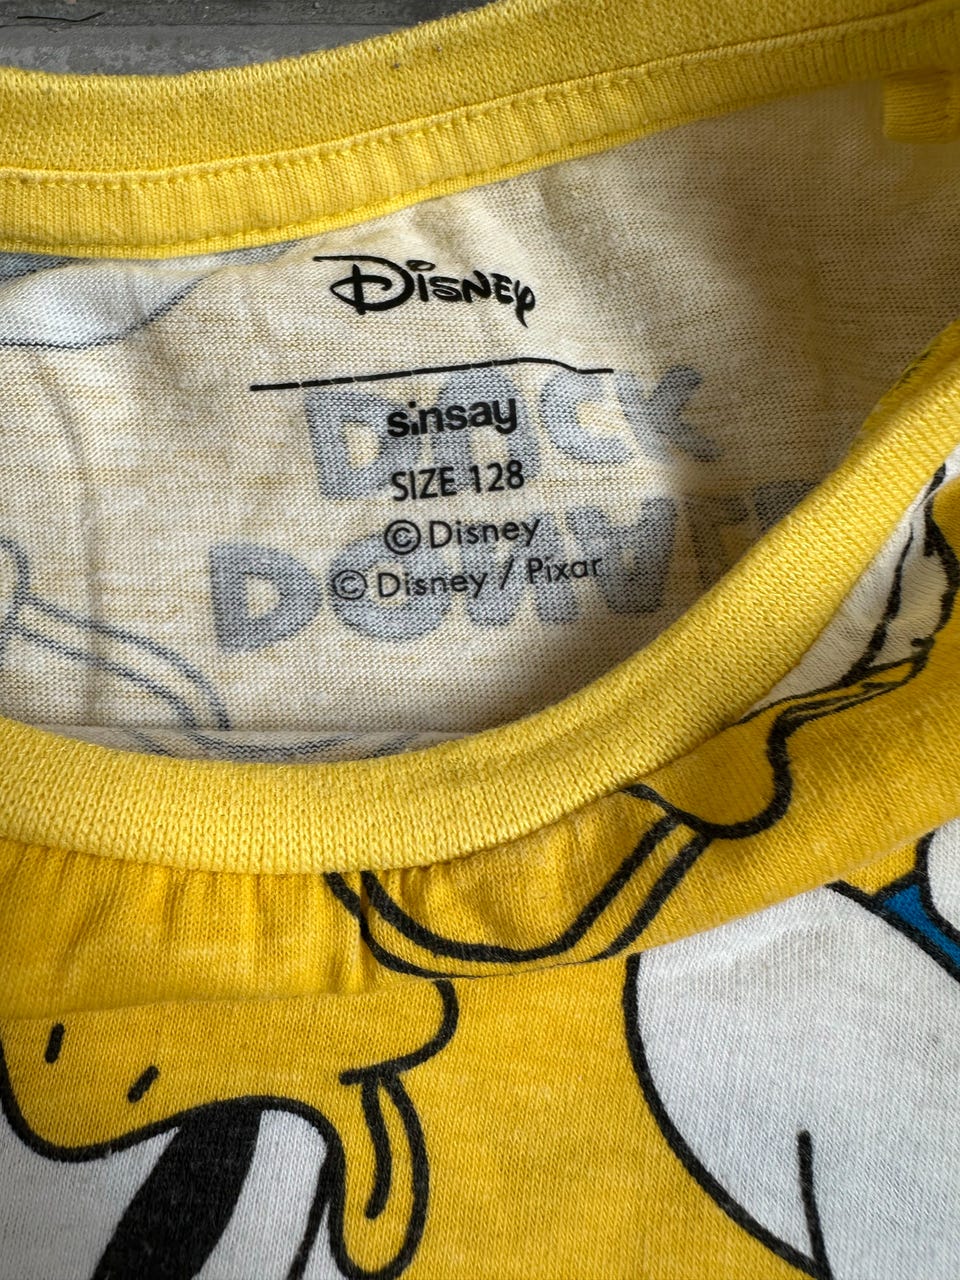 Disney
sinsay
SIZE 128
© Disney
© Disney / Pixar